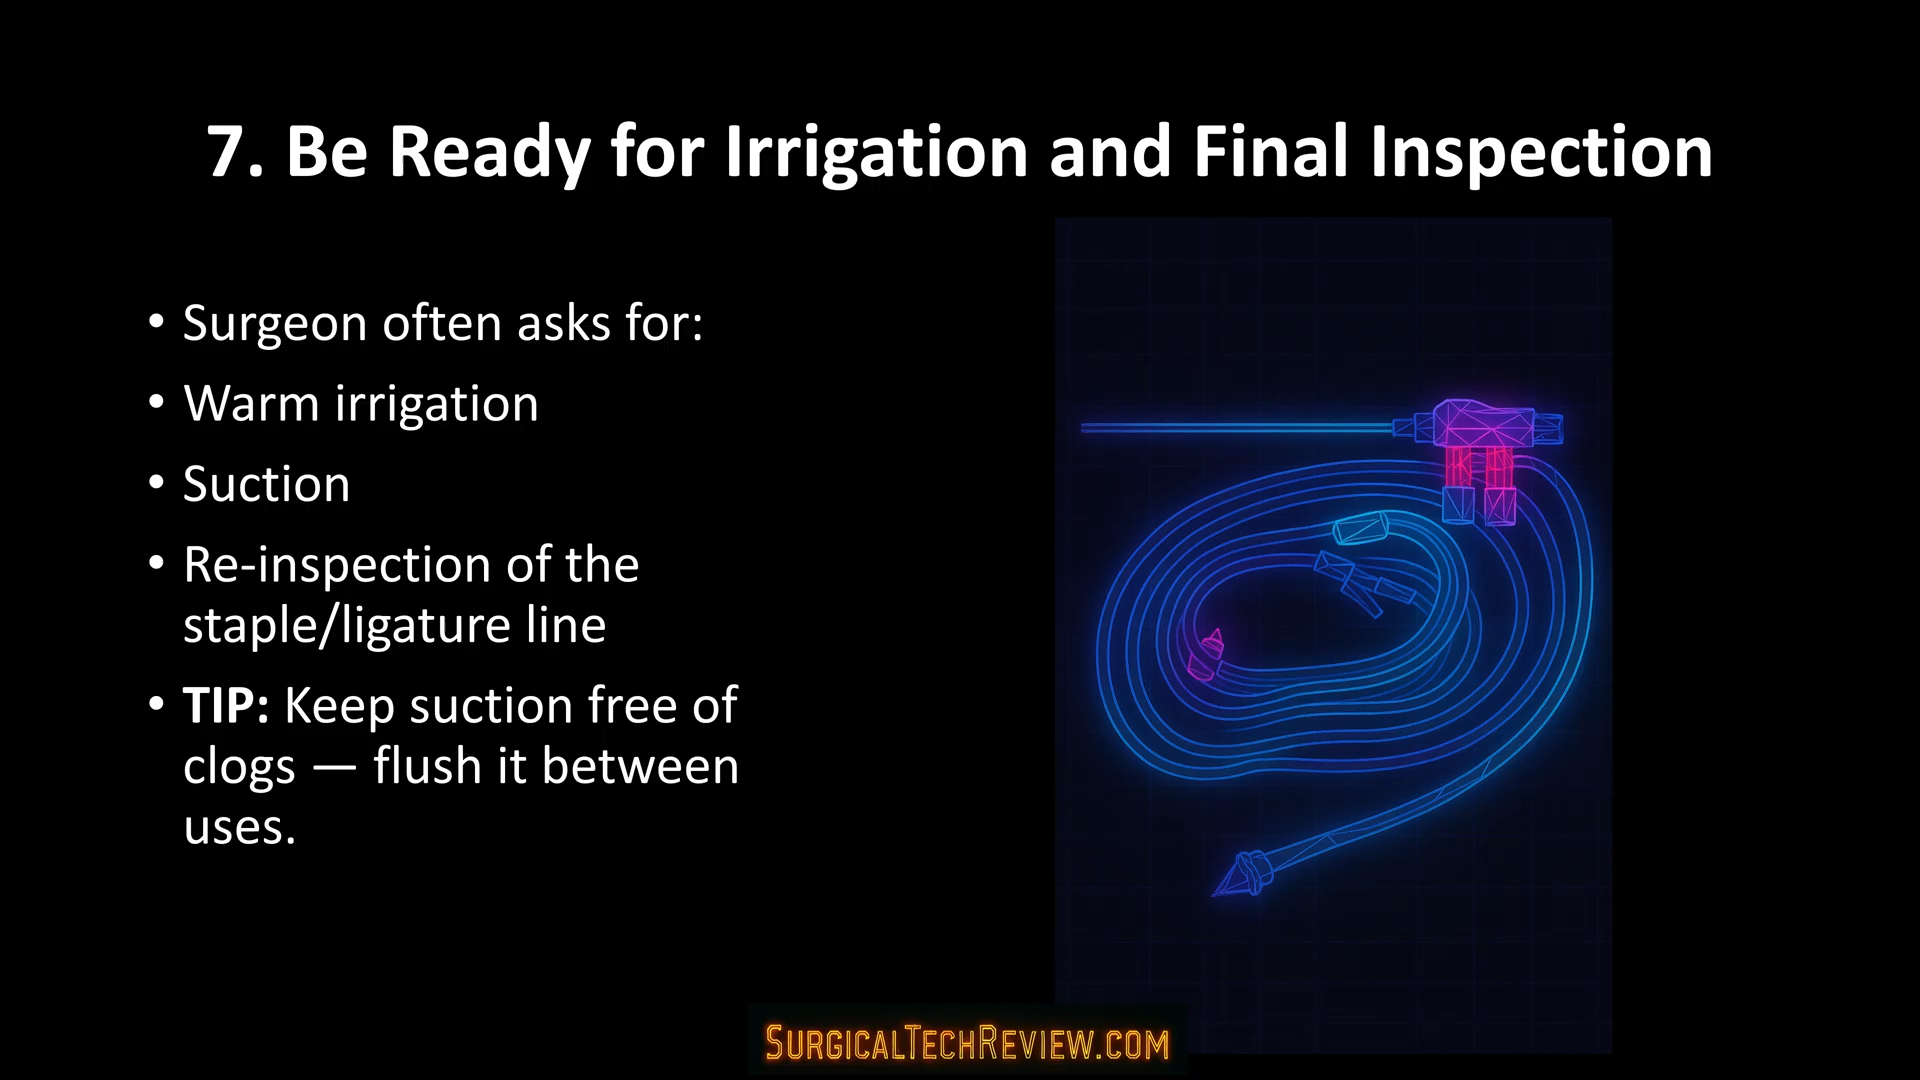 7. Be Ready for Irrigation and Final Inspection
• Surgeon often asks for:
• Warm irrigation
• Suction
• Re-inspection of the
staple/ligature line
• TIP: Keep suction free of
clogs — flush it between
uses.
SURGICALTECHREVIEW.COM